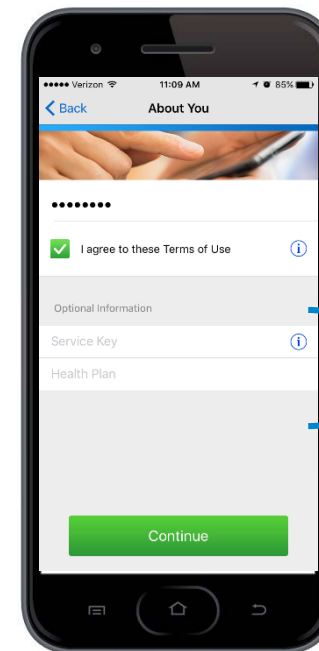 ●●●●● Verizon 11:09 AM 85%
Back About You
●●●●●●●●
I agree to these Terms of Use i
Optional Information
Service Key i
Health Plan
Continue